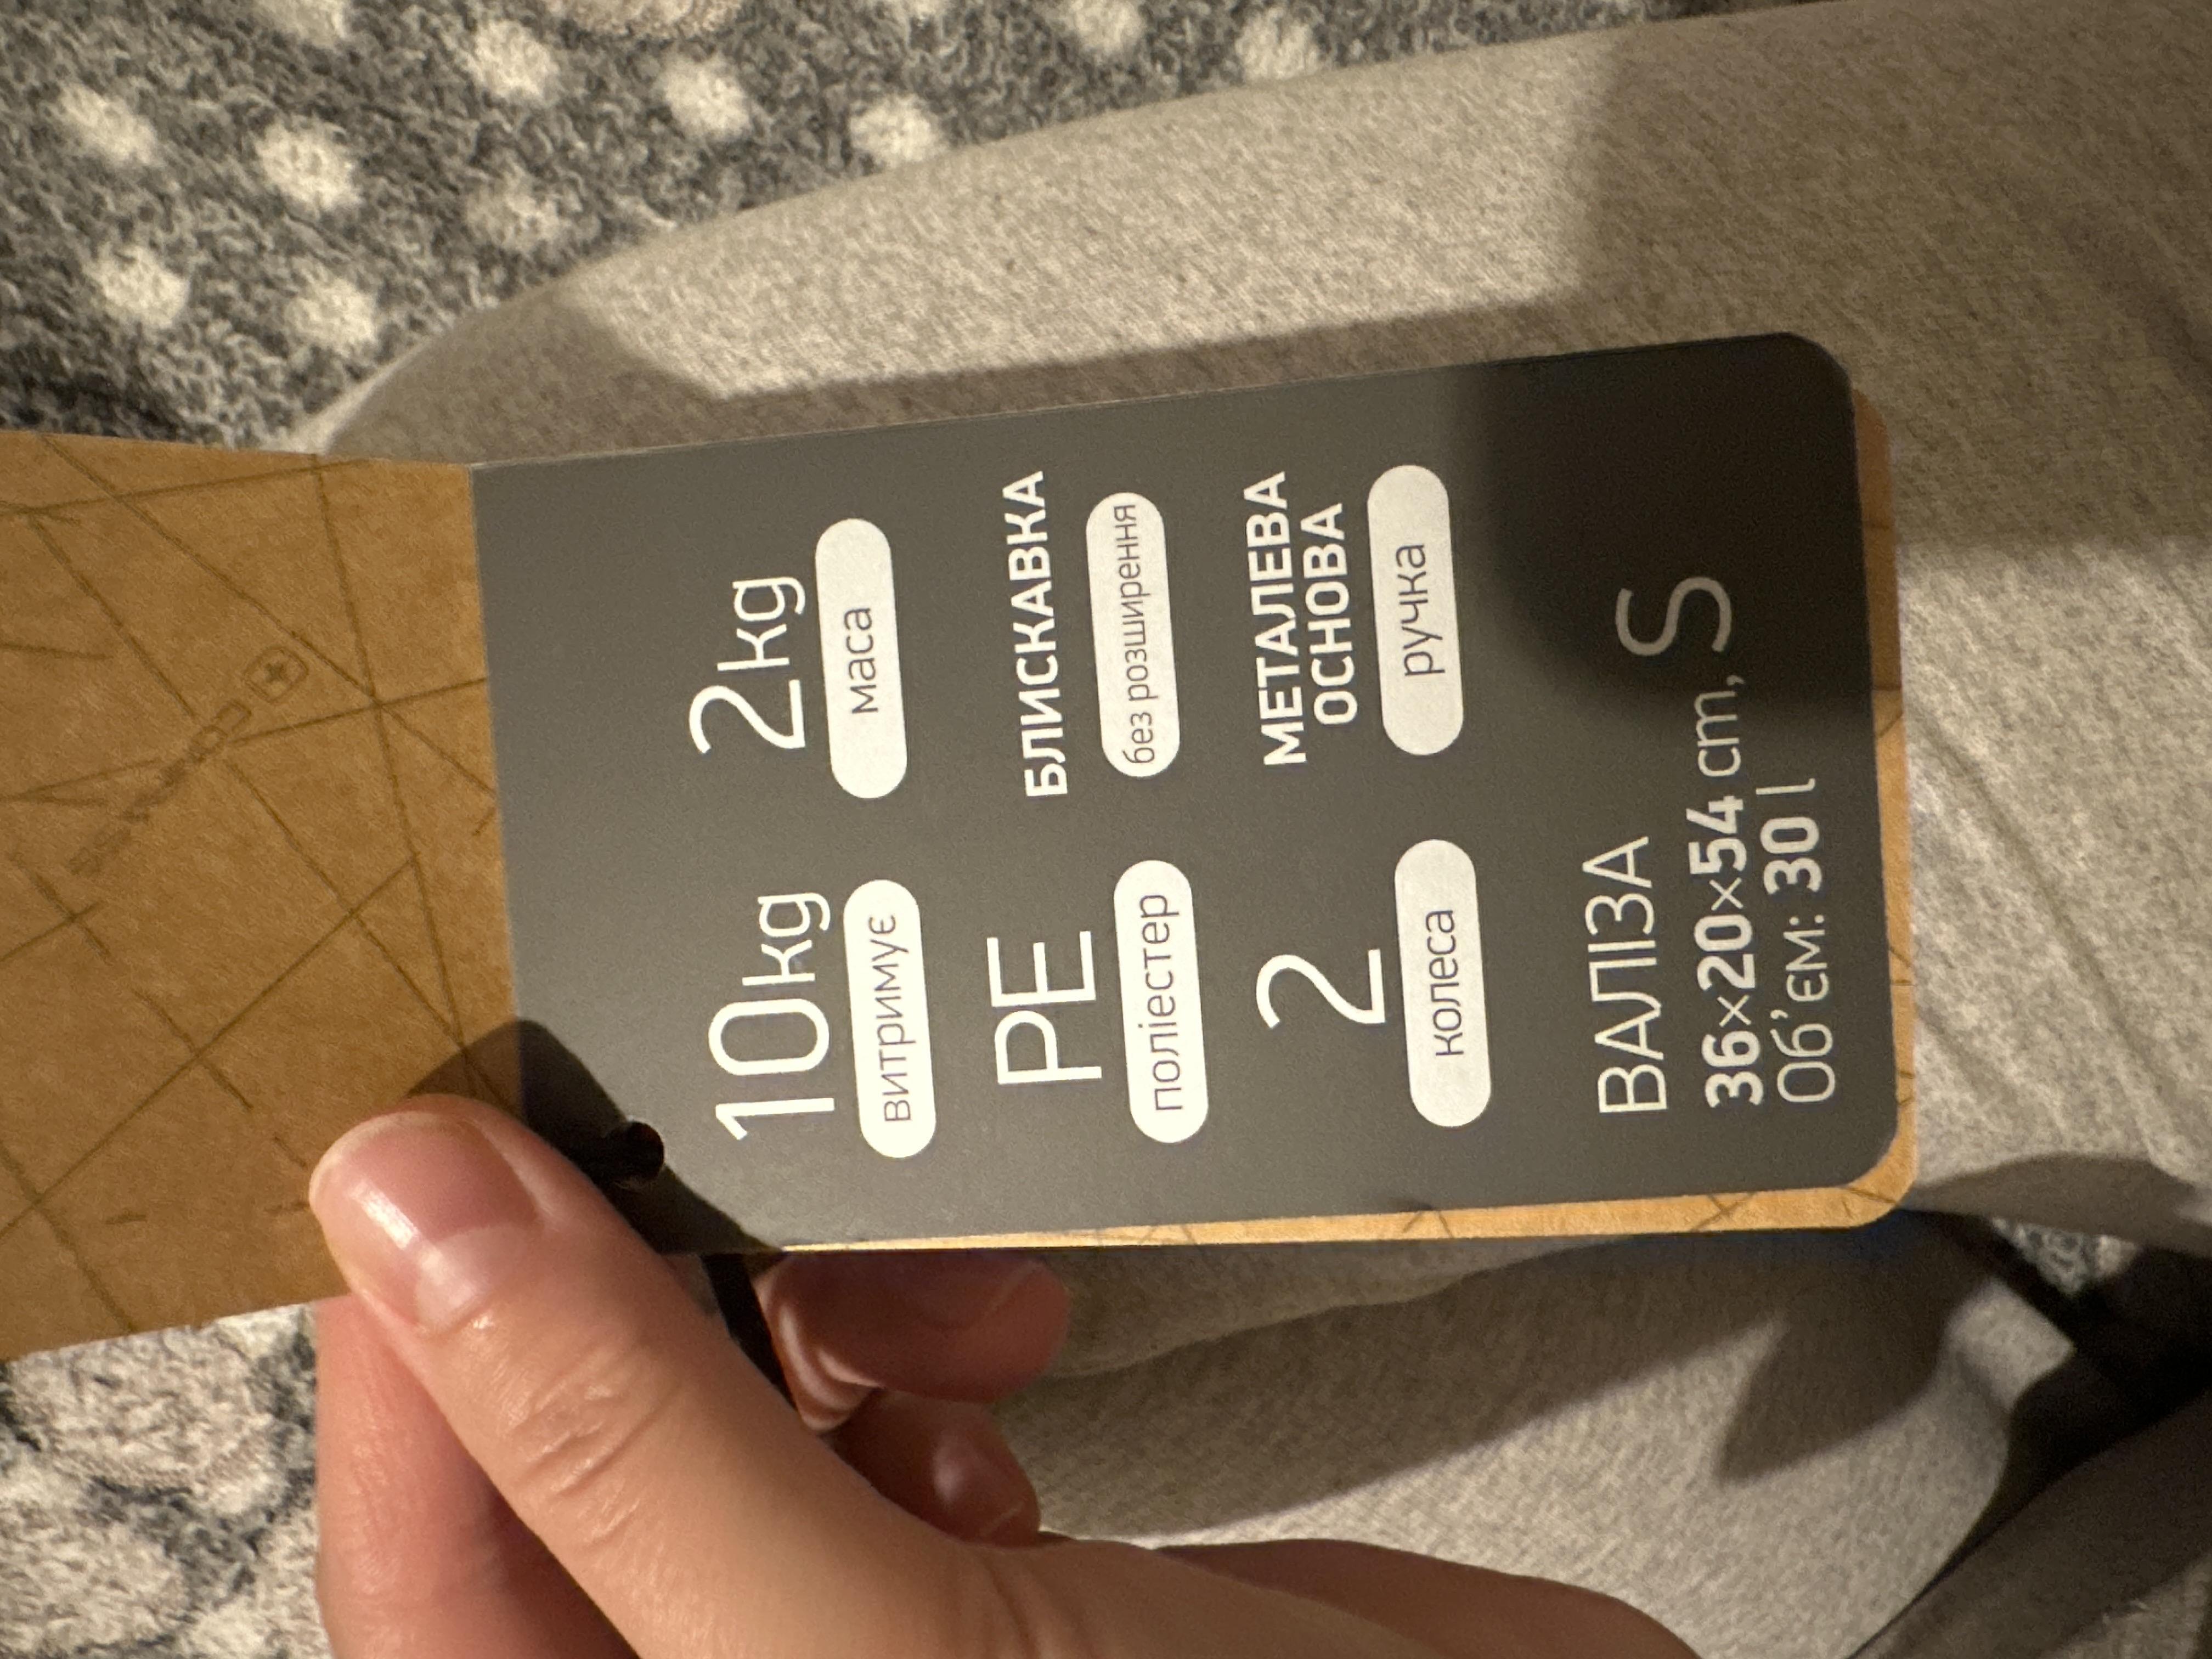 10kg 2kg
витримує маса
PE БЛИСКАВКА
поліестер без розширення
2 МЕТАЛЕВА
ОСНОВА
колеса ручка
ВАЛІЗА
36×20×54 cm, S
Об'єм: 30 l